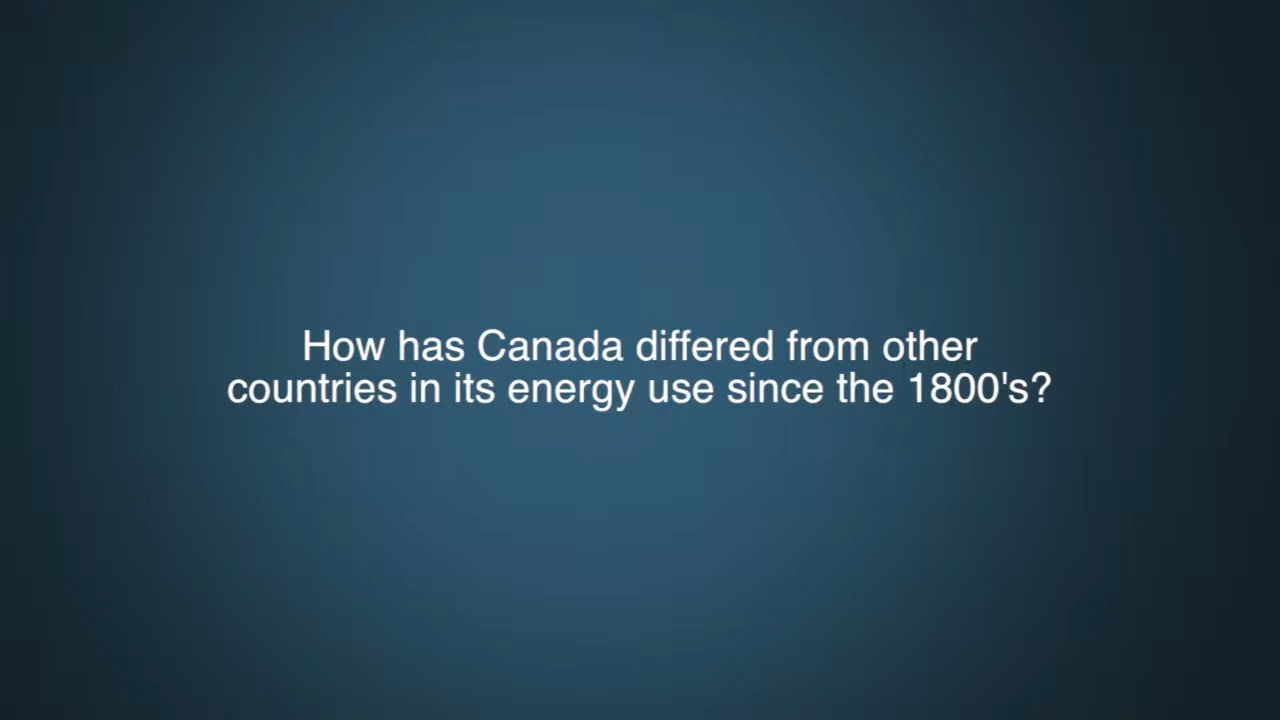 How has Canada differed from other
countries in its energy use since the 1800's?